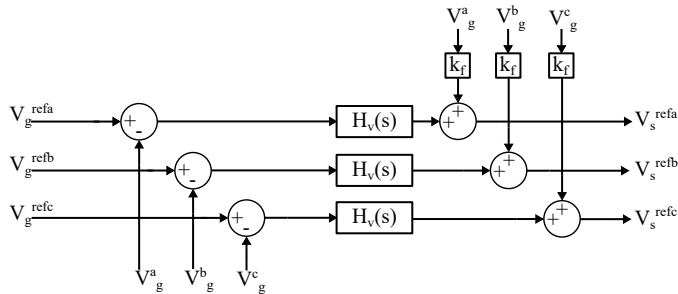 V_g^a V_g^b V_g^c
k_f k_f k_f
V_g^refa + - H_v(s) + + V_s^refa
V_g^refb + - H_v(s) + + V_s^refb
V_g^refc + - H_v(s) + + V_s^refc
V_g^a V_g^b V_g^c